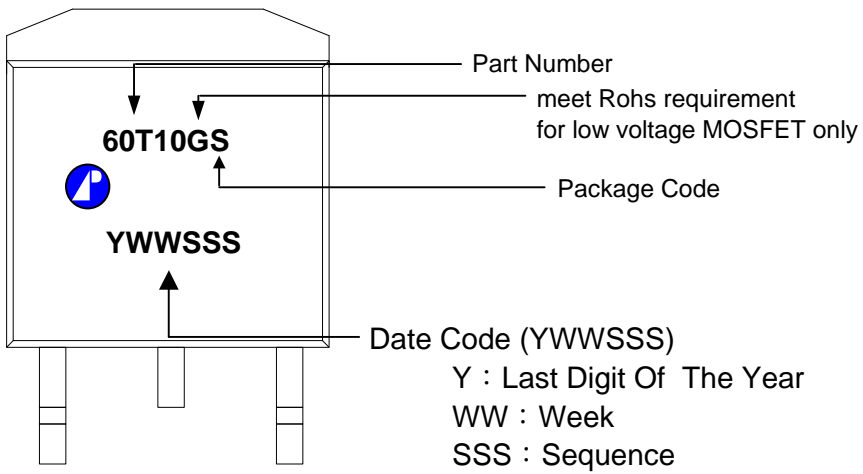 Part Number
meet Rohs requirement
for low voltage MOSFET only
60T10GS
Package Code
YWWSSS
Date Code (YWWSSS)
Y：Last Digit Of The Year
WW：Week
SSS：Sequence